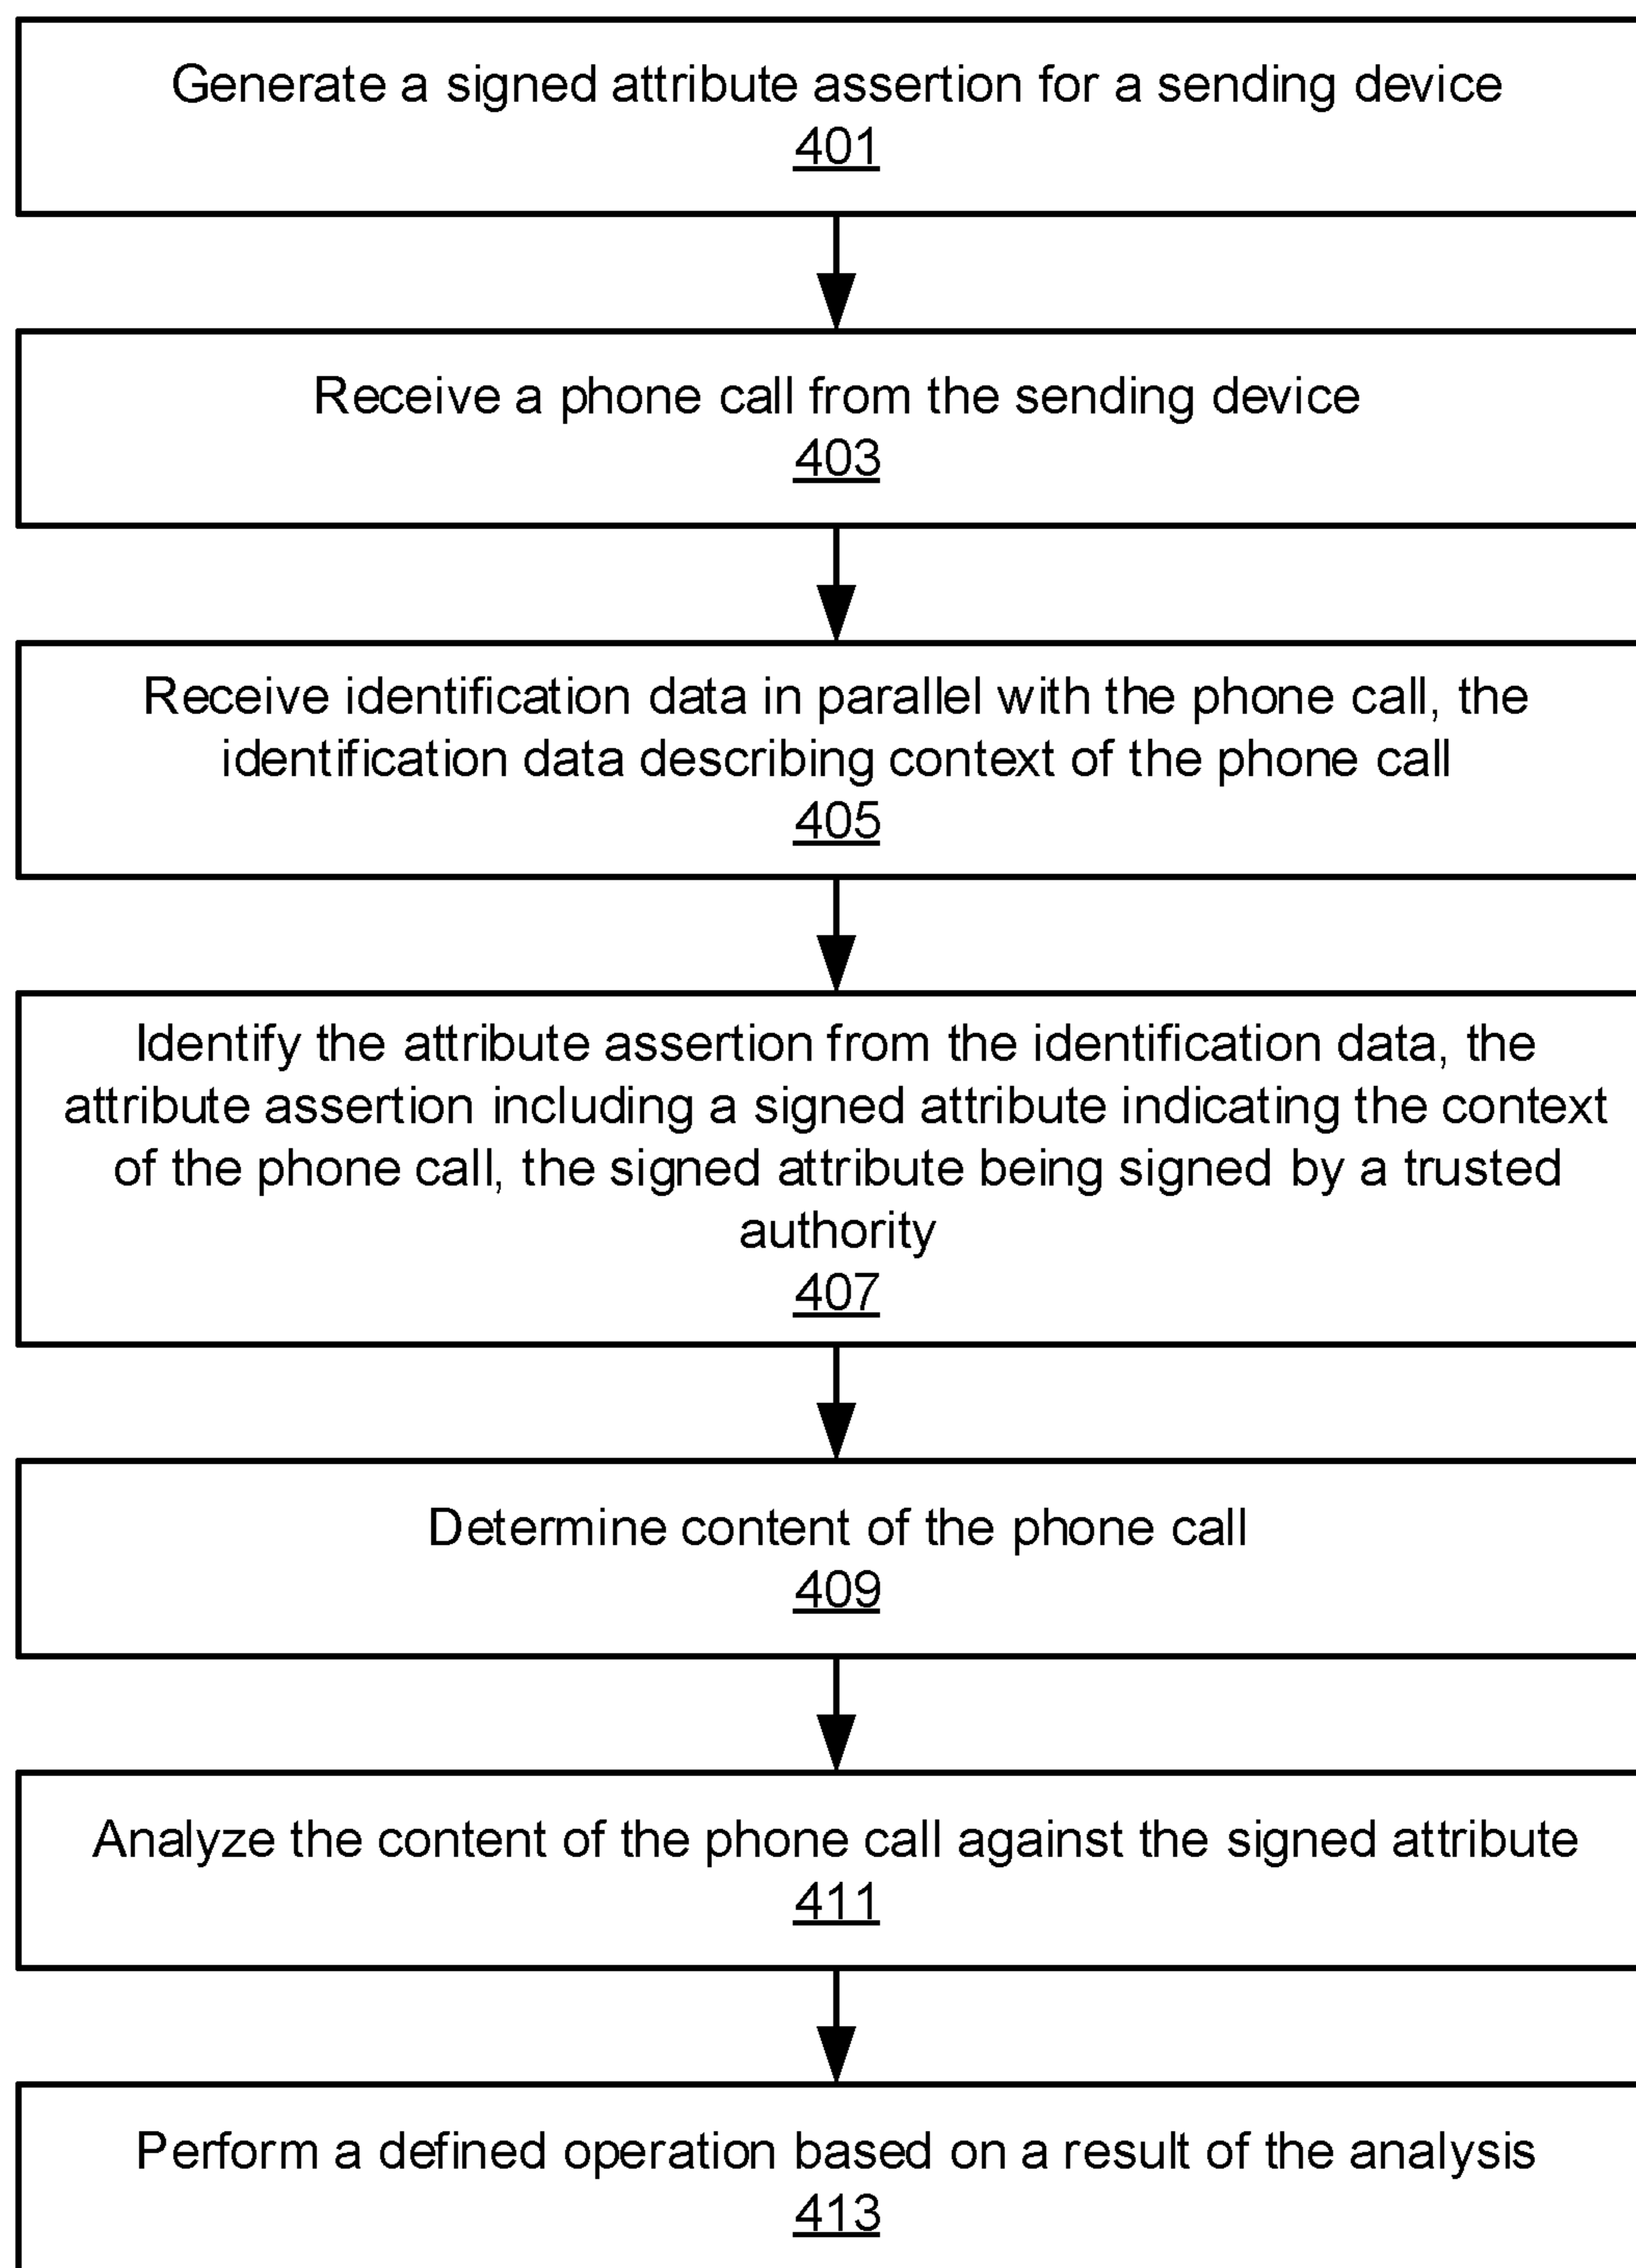 Generate a signed attribute assertion for a sending device
401
Receive a phone call from the sending device
403
Receive identification data in parallel with the phone call, the
identification data describing context of the phone call
405
Identify the attribute assertion from the identification data, the
attribute assertion including a signed attribute indicating the context
of the phone call, the signed attribute being signed by a trusted
authority
407
Determine content of the phone call
409
Analyze the content of the phone call against the signed attribute
411
Perform a defined operation based on a result of the analysis
413